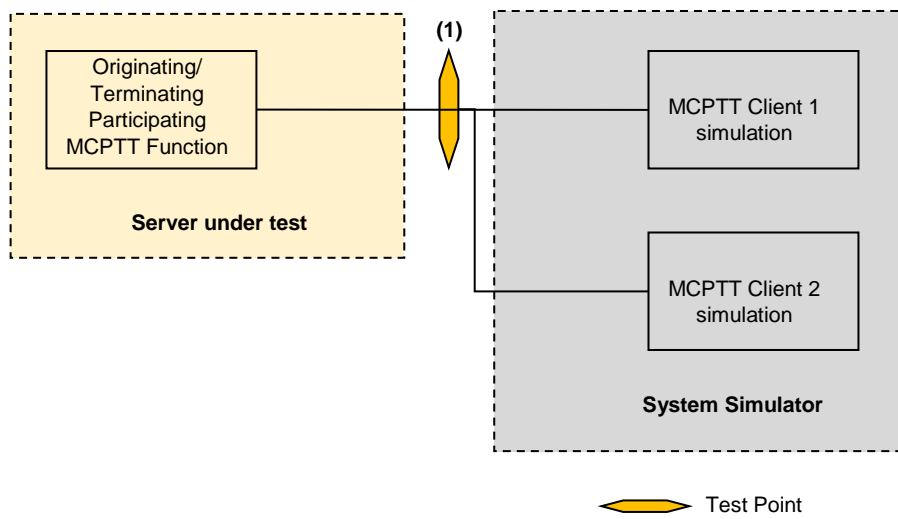 (1)
Originating/
Terminating
Participating
MCPTT Function
Server under test
MCPTT Client 1
simulation
MCPTT Client 2
simulation
System Simulator
Test Point